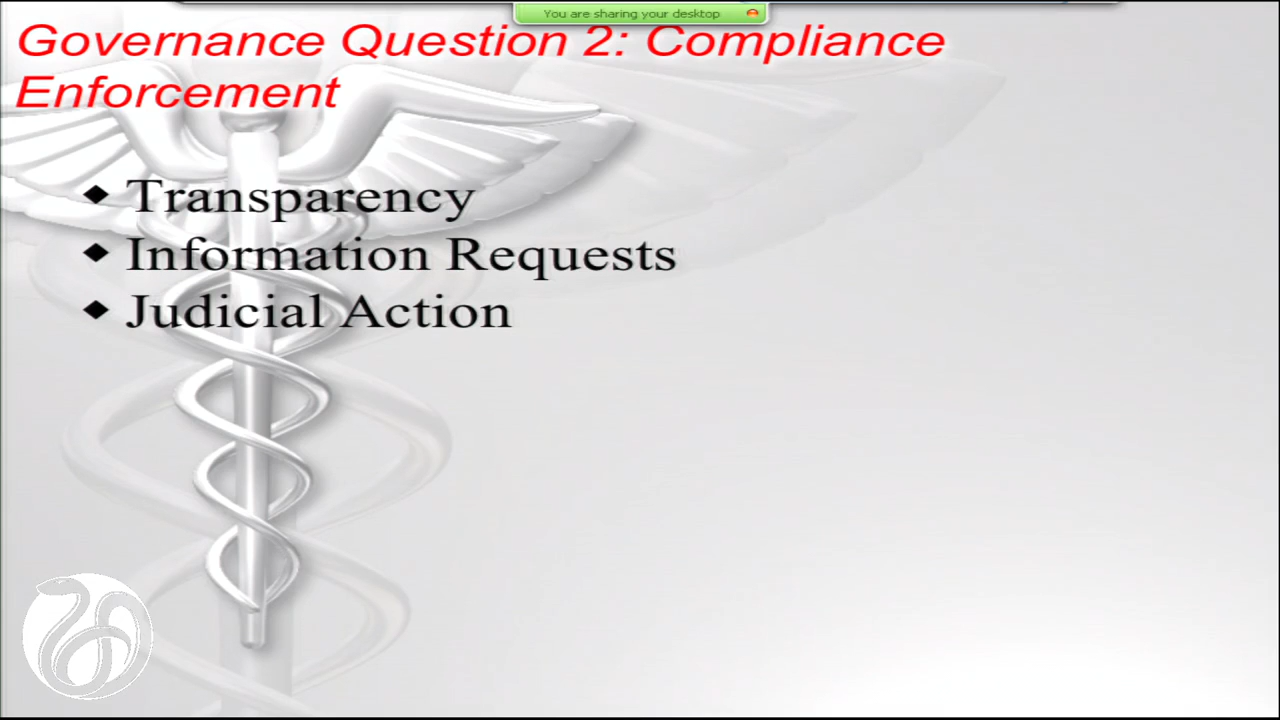 You are sharing your desktop
Governance Question 2: Compliance
Enforcement
Transparency
Information Requests
Judicial Action